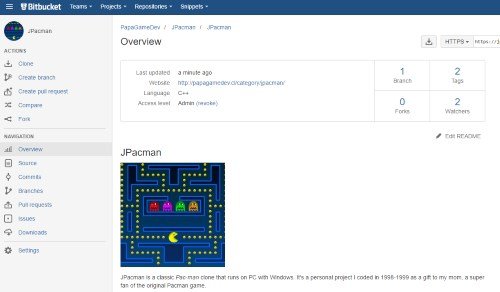 Bitbucket Teams Projects Repositories Snippets
JPacman
ACTIONS
Clone
Create branch
Create pull request
Compare
Fork
NAVIGATION
Overview
Source
Commits
Branches
Pull requests
Issues
Downloads
Settings
PapaGameDev / JPacman / JPacman
Overview
HTTPS https://j
Last updated a minute ago
Website http://papagamedev.cl/category/jpacman/
Language C++
Access level Admin (revoke)
1 Branch
2 Tags
0 Forks
2 Watchers
Edit README
JPacman
JPacman is a classic Pac-man clone that runs on PC with Windows. It's a personal project I coded in 1998-1999 as a gift to my mom, a super
fan of the original Pacman game.